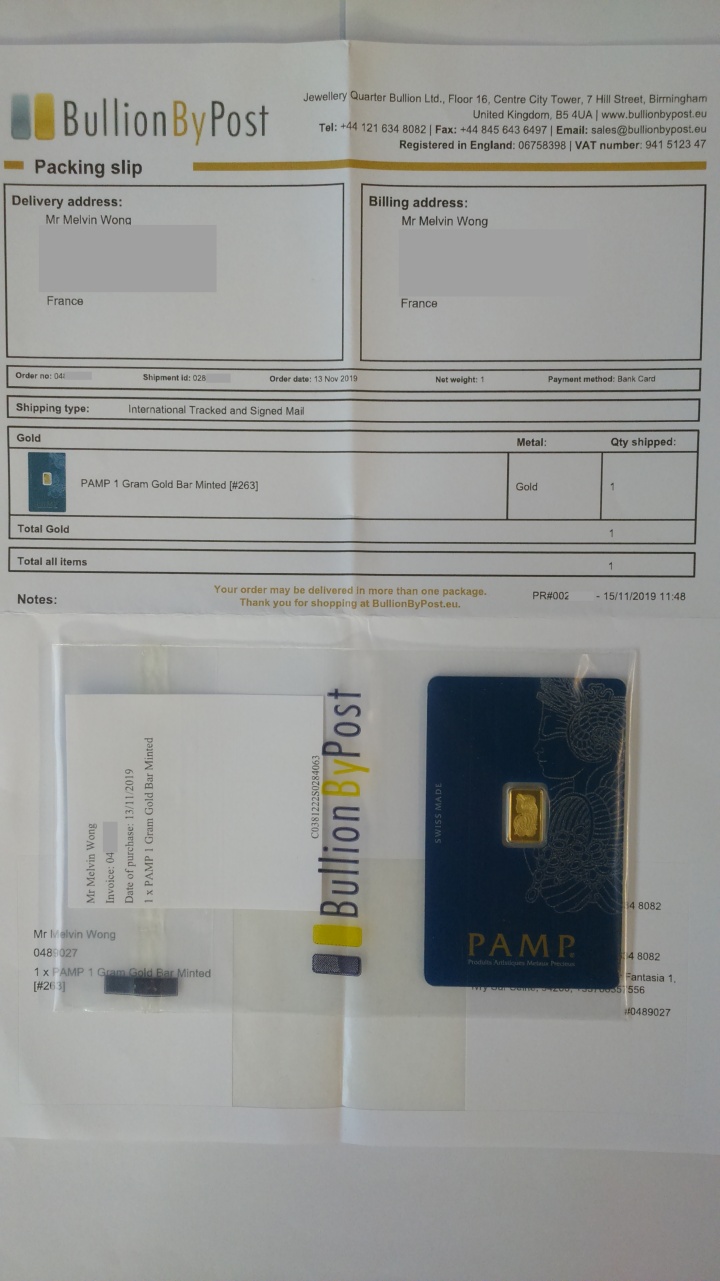 BullionByPost
Jewellery Quarter Bullion Ltd., Floor 16, Centre City Tower, 7 Hill Street, Birmingham
United Kingdom, B5 4UA | www.bullionbypost.eu
Tel: +44 121 634 8082 | Fax: +44 845 643 6497 | Email: sales@bullionbypost.eu
Registered in England: 06758398 | VAT number: 941 5123 47
Packing slip
Delivery address:
Mr Melvin Wong
France
Billing address:
Mr Melvin Wong
France
Order no: 04
Shipment id: 028
Order date: 13 Nov 2019
Net weight: 1
Payment method: Bank Card
Shipping type: International Tracked and Signed Mail
Gold Metal: Qty shipped:
PAMP 1 Gram Gold Bar Minted [#263] Gold 1
Total Gold 1
Total all items 1
Notes:
Your order may be delivered in more than one package.
Thank you for shopping at BullionByPost.eu.
PR#002 - 15/11/2019 11:48
Mr Melvin Wong
Invoice: 04
Date of purchase: 13/11/2019
1 x PAMP 1 Gram Gold Bar Minted
C0381222S0284063
BullionByPost
SWISS MADE
PAMP
Produits Artistiques Métaux Précieux
Mr Melvin Wong
0489027
1 x PAMP 1 Gram Gold Bar Minted
[#263]
34 8082
34 8082
Fantasia 1,
556
#0489027